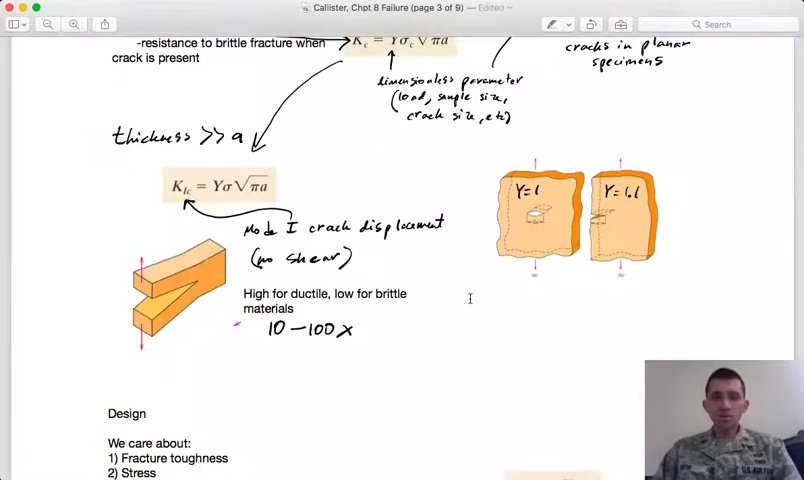 Callister, Chpt 8 Failure (page 3 of 9) — Edited
Search
-resistance to brittle fracture when
crack is present
Kc = Yσc√πa
cracks in planar
specimens
dimensionless parameter
(load, sample size,
crack size, etc)
thickness >> a
KIc = Yσ√πa
Mode I crack displacement
(no shear)
Y=1
Y=1.1
(a)
(b)
High for ductile, low for brittle
materials
10-100x
Design
We care about:
1) Fracture toughness
2) Stress
U.S. AIR FORCE